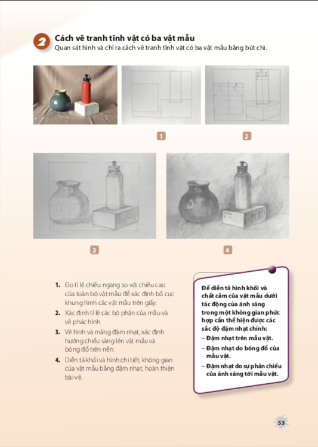 2
Cách vẽ tranh tĩnh vật có ba vật mẫu
Quan sát hình và chỉ ra cách vẽ tranh tĩnh vật có ba vật mẫu bằng bút chì.
1
2
3
4
1. Đo tỉ lệ chiều ngang so với chiều cao
của toàn bộ vật mẫu để xác định bố cục
khung hình các vật mẫu trên giấy.
2. Xác định tỉ lệ các bộ phận của mẫu và
vẽ phác hình.
3. Vẽ hình và mảng đậm nhạt, xác định
hướng chiếu sáng lên vật mẫu và
bóng đổ trên nền.
4. Diễn tả khối và hình chi tiết, không gian
của vật mẫu bằng đậm nhạt, hoàn thiện
bài vẽ.
Để diễn tả hình khối và
chất cảm của vật mẫu dưới
tác động của ánh sáng
trong một không gian phức
hợp cần thể hiện được các
sắc độ đậm nhạt chính:
– Đậm nhạt trên mẫu vật.
– Đậm nhạt do bóng đổ của
mẫu vật.
– Đậm nhạt do sự phản chiếu
của ánh sáng tới mẫu vật.
53